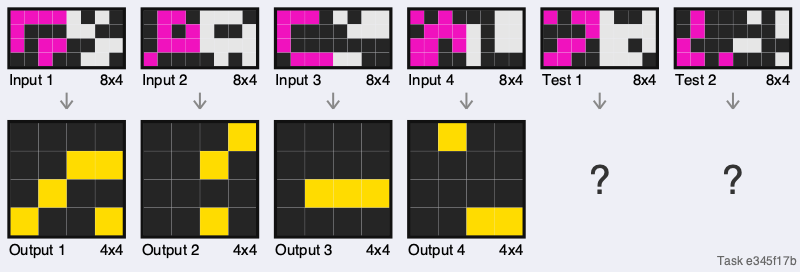 Input 1 8x4 Input 2 8x4 Input 3 8x4 Input 4 8x4 Test 1 8x4 Test 2 8x4
? ?
Output 1 4x4 Output 2 4x4 Output 3 4x4 Output 4 4x4
Task e345f17b